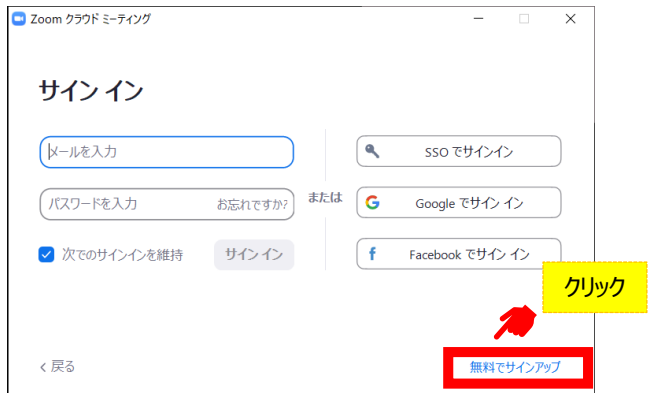 Zoom クラウド ミーティング
サイン イン
メールを入力
パスワードを入力 お忘れですか?
次でのサインインを維持 サイン イン
または
SSO でサインイン
Google でサイン イン
Facebook でサイン イン
クリック
戻る
無料でサインアップ